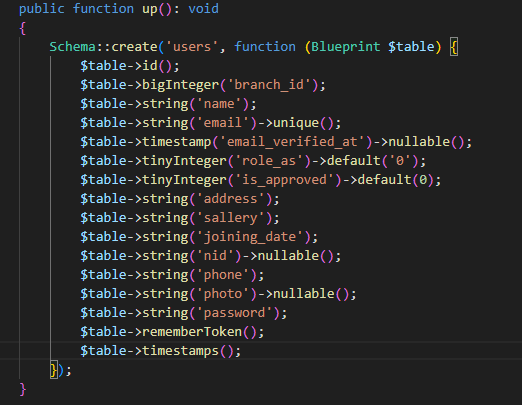 public function up(): void
{
    Schema::create('users', function (Blueprint $table) {
        $table->id();
        $table->bigInteger('branch_id');
        $table->string('name');
        $table->string('email')->unique();
        $table->timestamp('email_verified_at')->nullable();
        $table->tinyInteger('role_as')->default('0');
        $table->tinyInteger('is_approved')->default(0);
        $table->string('address');
        $table->string('sallery');
        $table->string('joining_date');
        $table->string('nid')->nullable();
        $table->string('phone');
        $table->string('photo')->nullable();
        $table->string('password');
        $table->rememberToken();
        $table->timestamps();
    });
}